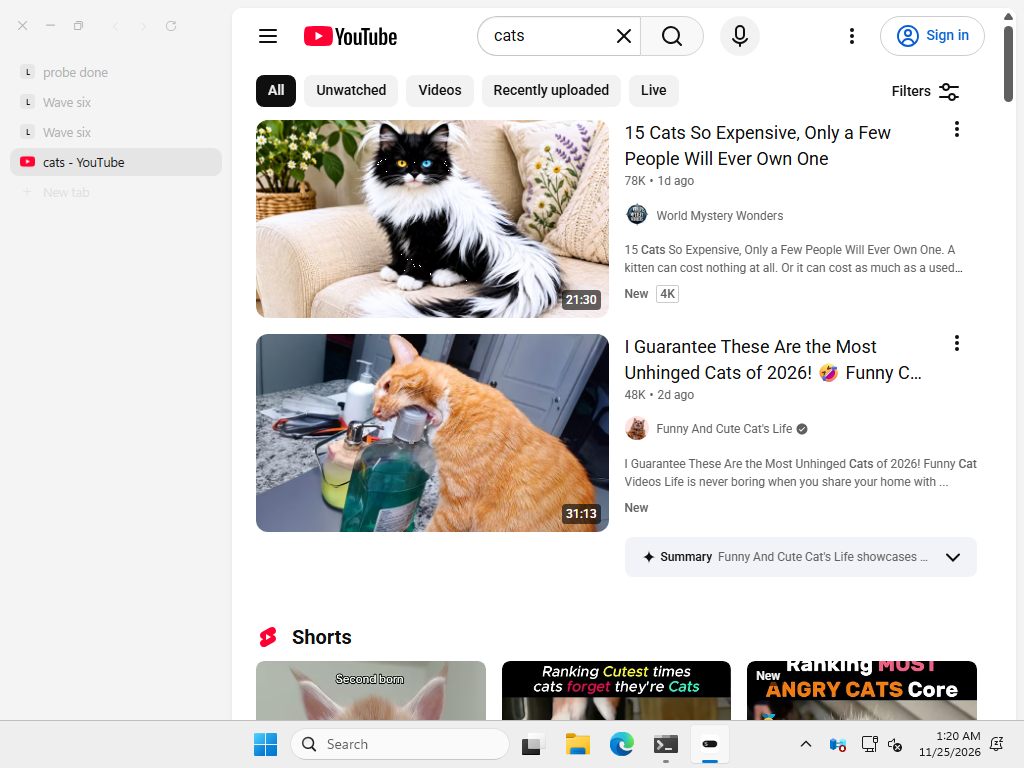 cats
YouTube
Sign in
L probe done
L Wave six
L Wave six
cats - YouTube
New tab
All
Unwatched
Videos
Recently uploaded
Live
Filters
15 Cats So Expensive, Only a Few
People Will Ever Own One
78K • 1d ago
World Mystery Wonders
15 Cats So Expensive, Only a Few People Will Ever Own One. A
kitten can cost nothing at all. Or it can cost as much as a used…
New 4K
21:30
I Guarantee These Are the Most
Unhinged Cats of 2026! 🤣 Funny C…
48K • 2d ago
Funny And Cute Cat's Life
I Guarantee These Are the Most Unhinged Cats of 2026! Funny Cat
Videos Life is never boring when you share your home with ...
New
31:13
Summary Funny And Cute Cat's Life showcases …
Shorts
Second born
Ranking Cutest times
cats forget they're Cats
New
Ranking MUST
ANGRY CATS Core
Search
1:20 AM
11/25/2026